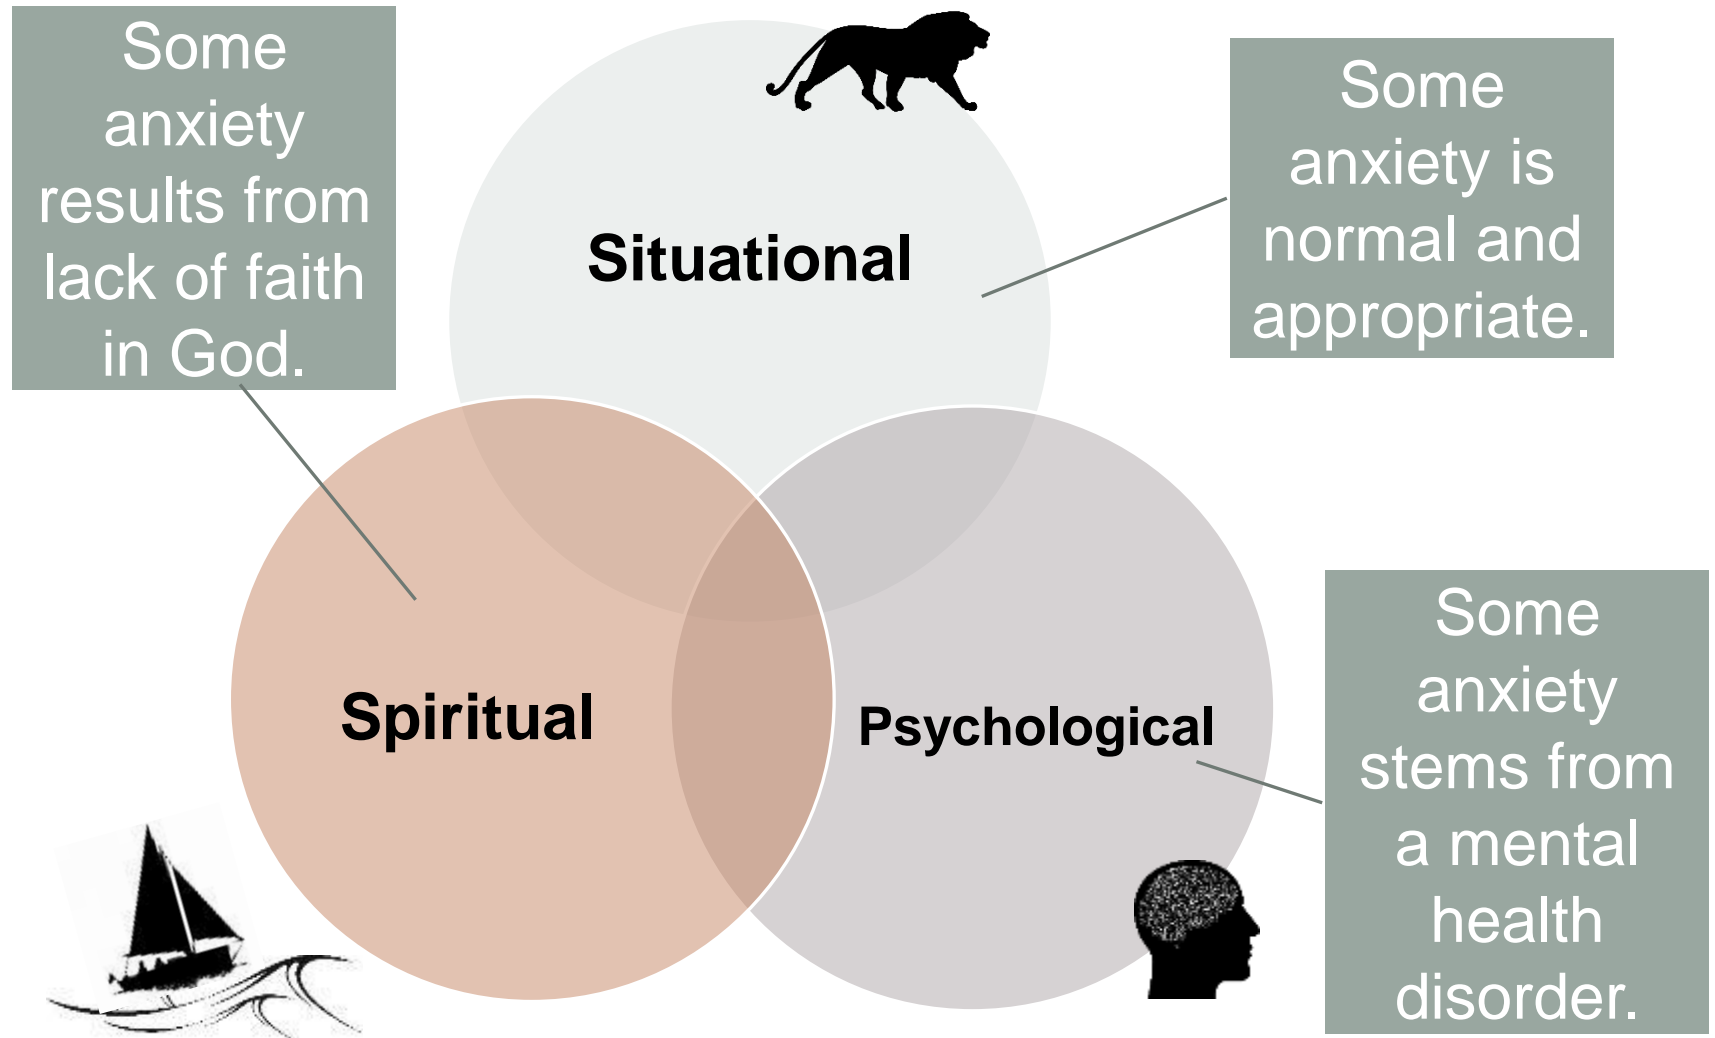 Some
anxiety
results from
lack of faith
in God.
Some
anxiety is
normal and
appropriate.
Situational
Spiritual
Psychological
Some
anxiety
stems from
a mental
health
disorder.